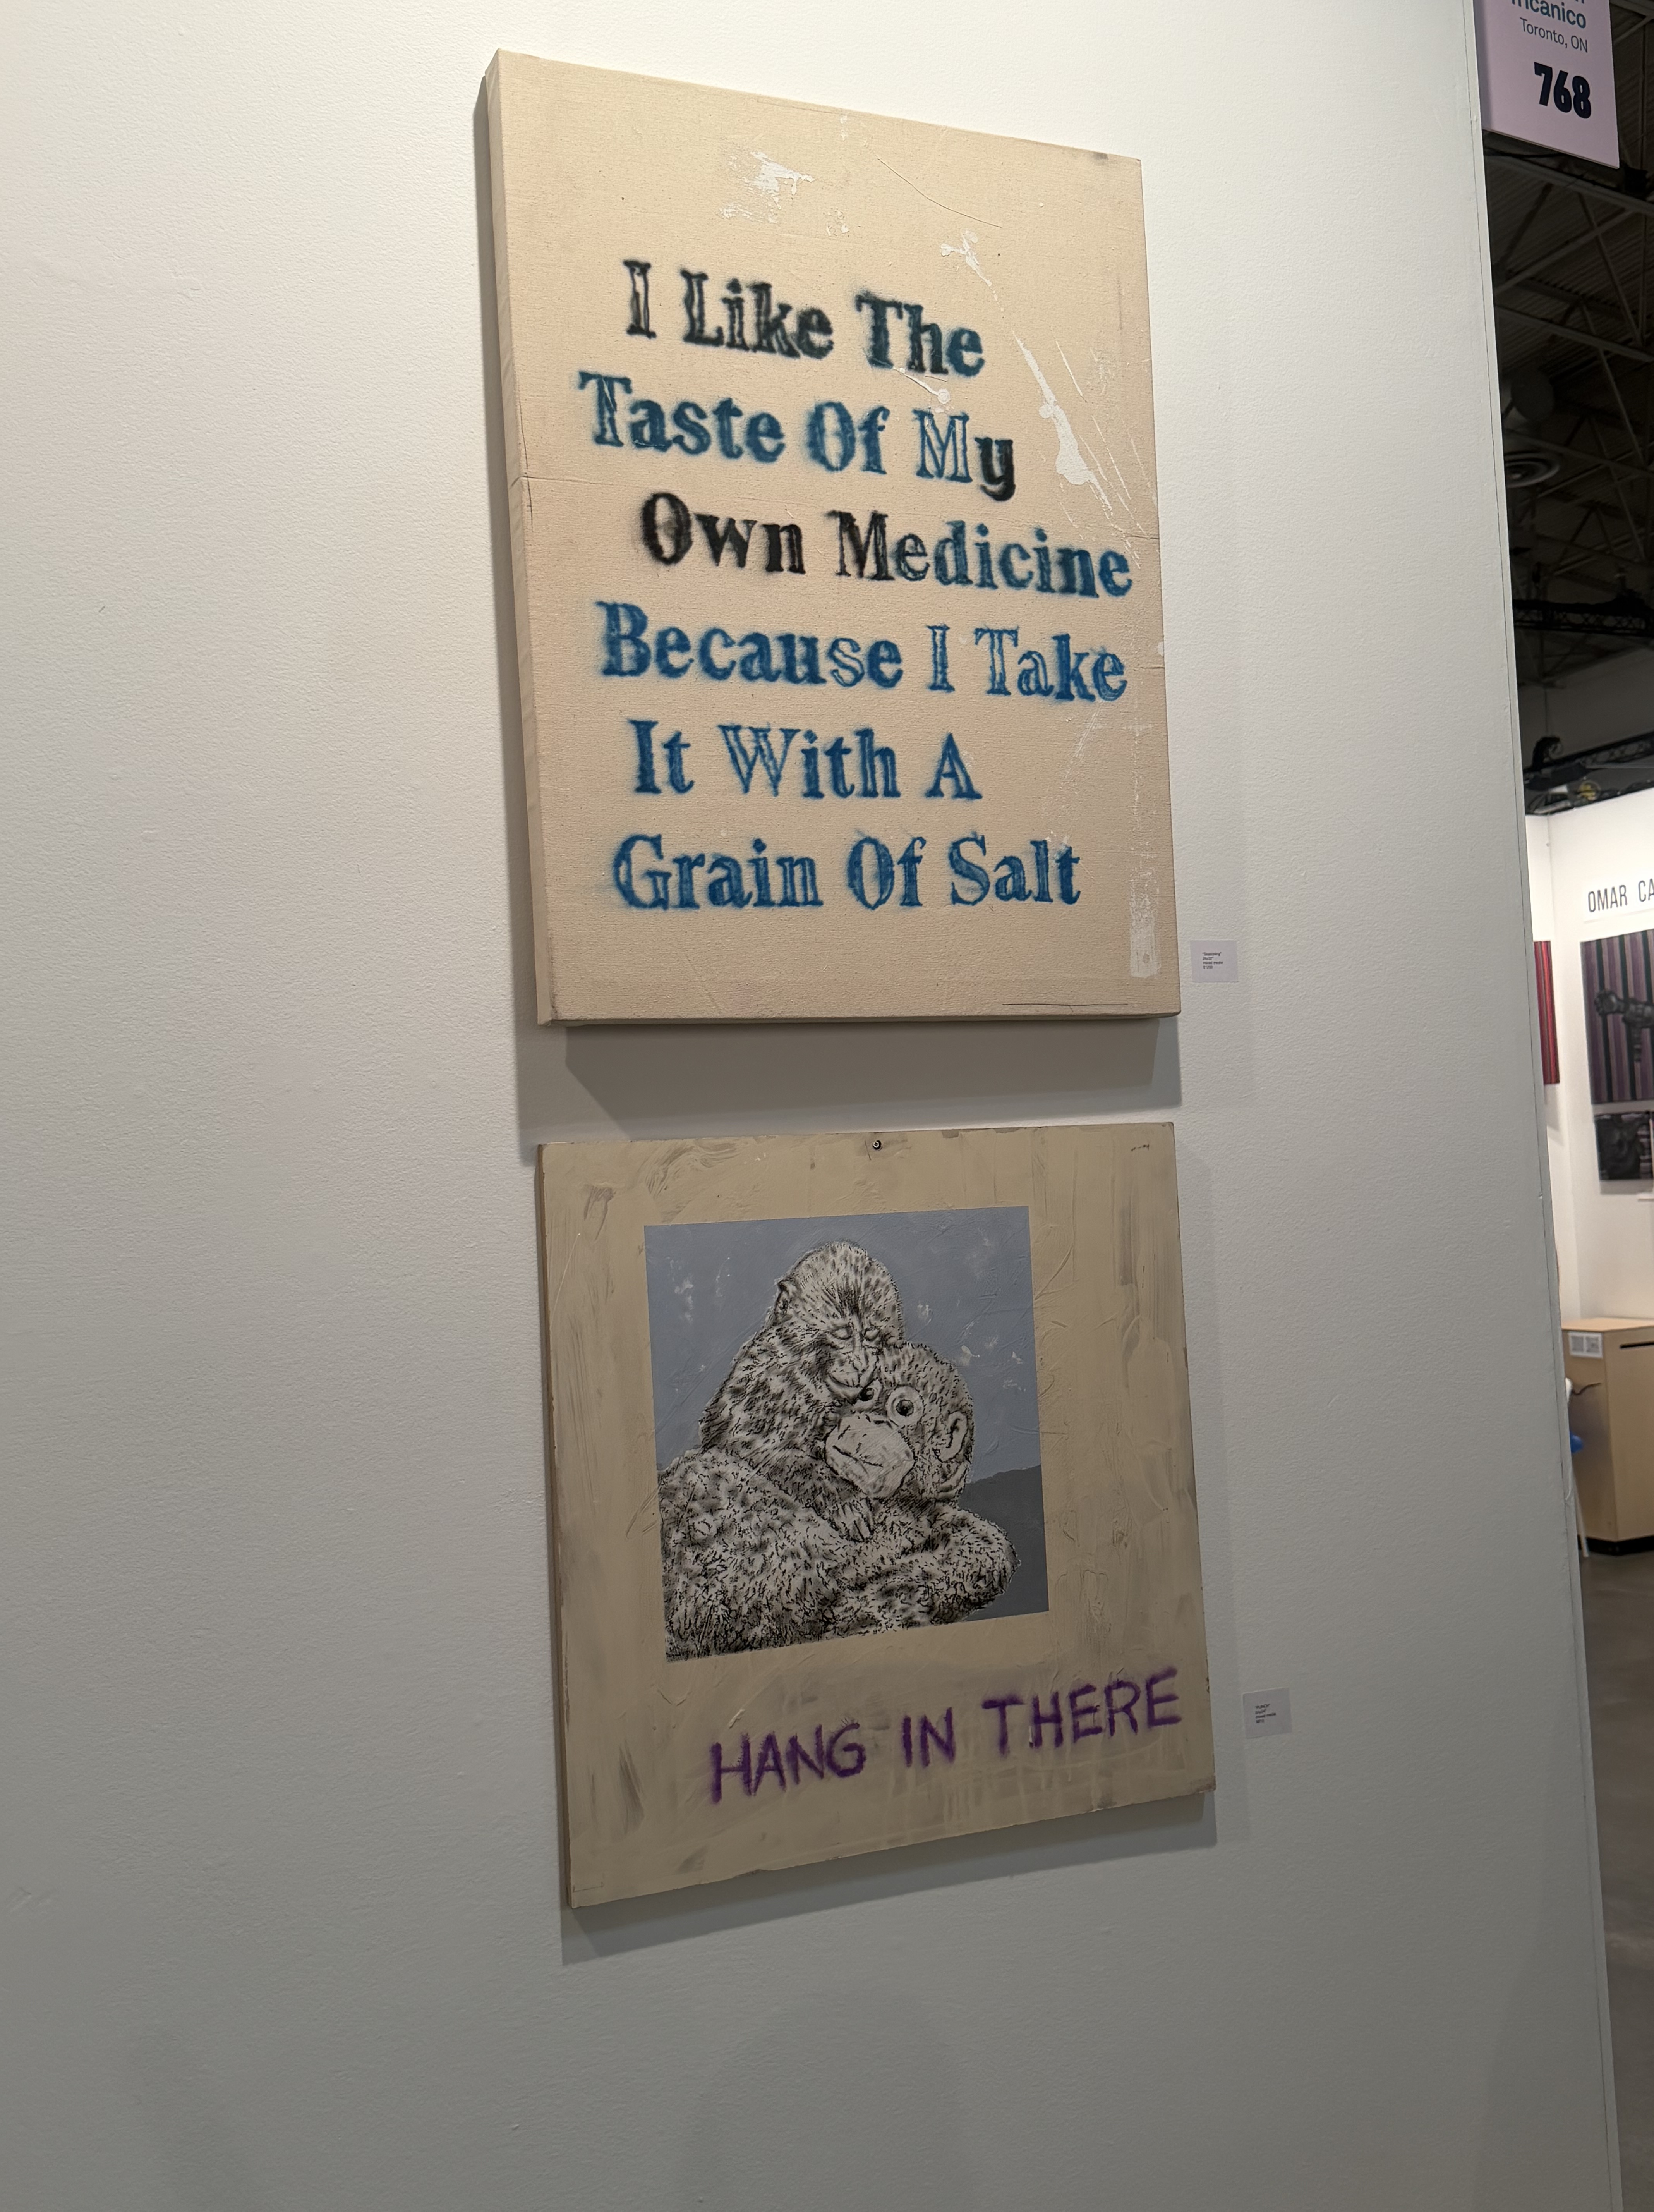 Toronto, ON
768
I Like The
Taste Of My
Own Medicine
Because I Take
It With A
Grain Of Salt
OMAR
HANG IN THERE